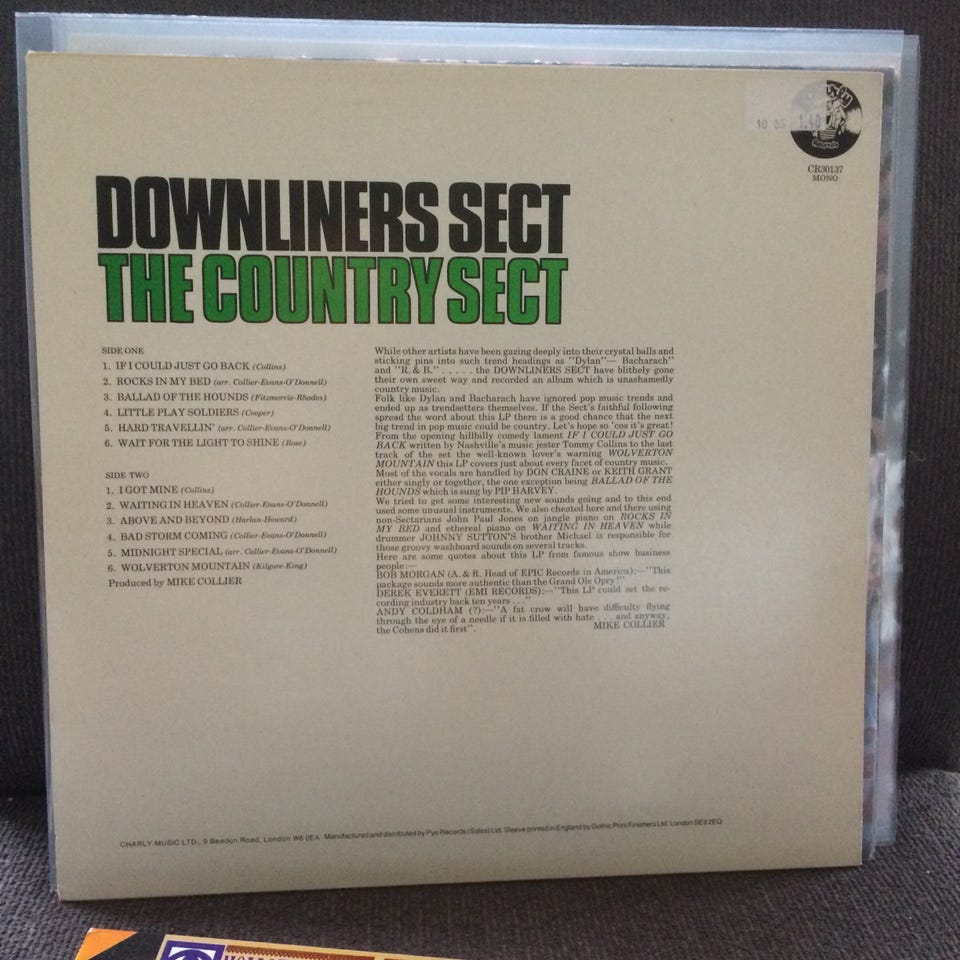 10 85 1.40
Records
CR30137
MONO
DOWNLINERS SECT
THE COUNTRY SECT
SIDE ONE
1. IF I COULD JUST GO BACK (Collins)
2. ROCKS IN MY BED (arr. Collier-Evans-O'Donnell)
3. BALLAD OF THE HOUNDS (Fitzmorris-Rhodes)
4. LITTLE PLAY SOLDIERS (Cooper)
5. HARD TRAVELLIN' (arr. Collier-Evans-O'Donnell)
6. WAIT FOR THE LIGHT TO SHINE (Rose)
SIDE TWO
1. I GOT MINE (Collins)
2. WAITING IN HEAVEN (Collier-Evans-O'Donnell)
3. ABOVE AND BEYOND (Harlan-Howard)
4. BAD STORM COMING (Collier-Evans-O'Donnell)
5. MIDNIGHT SPECIAL (arr. Collier-Evans-O'Donnell)
6. WOLVERTON MOUNTAIN (Kilgore-King)
Produced by MIKE COLLIER
While other artists have been gazing deeply into their crystal balls and
sticking pins into such trend headings as "Dylan"— Bacharach"
and "R. & B." . . . . . the DOWNLINERS SECT have blithely gone
their own sweet way and recorded an album which is unashamedly
country music.
Folk like Dylan and Bacharach have ignored pop music trends and
ended up as trendsetters themselves. If the Sect's faithful following
spread the word about this LP there is a good chance that the next
big trend in pop music could be country. Let's hope so 'cos it's great!
From the opening hillbilly comedy lament IF I COULD JUST GO
BACK written by Nashville's music jester Tommy Collins to the last
track of the set the well-known lover's warning WOLVERTON
MOUNTAIN this LP covers just about every facet of country music.
Most of the vocals are handled by DON CRAINE or KEITH GRANT
either singly or together, the one exception being BALLAD OF THE
HOUNDS which is sung by PIP HARVEY.
We tried to get some interesting new sounds going and to this end
used some unusual instruments. We also cheated here and there using
non-Sectarians John Paul Jones on jangle piano on ROCKS IN
MY BED and ethereal piano on WAITING IN HEAVEN while
drummer JOHNNY SUTTON'S brother Michael is responsible for
those groovy washboard sounds on several tracks.
Here are some quotes about this LP from famous show business
people:—
BOB MORGAN (A. & R. Head of EPIC Records in America):—"This
package sounds more authentic than the Grand Ole Opry!"
DEREK EVERETT (EMI RECORDS):—"This LP could set the re-
cording industry back ten years . . ."
ANDY COLDHAM (?):—"A fat crow will have difficulty flying
through the eye of a needle if it is filled with hate . . . and anyway,
the Cohens did it first". MIKE COLLIER
CHARLY MUSIC LTD., 9 Beadon Road, London W6 0EA Manufactured and distributed by Pye Records (Sales) Ltd. Sleeve printed in England by Gothic Print Finishers Ltd. London SE9 2EQ